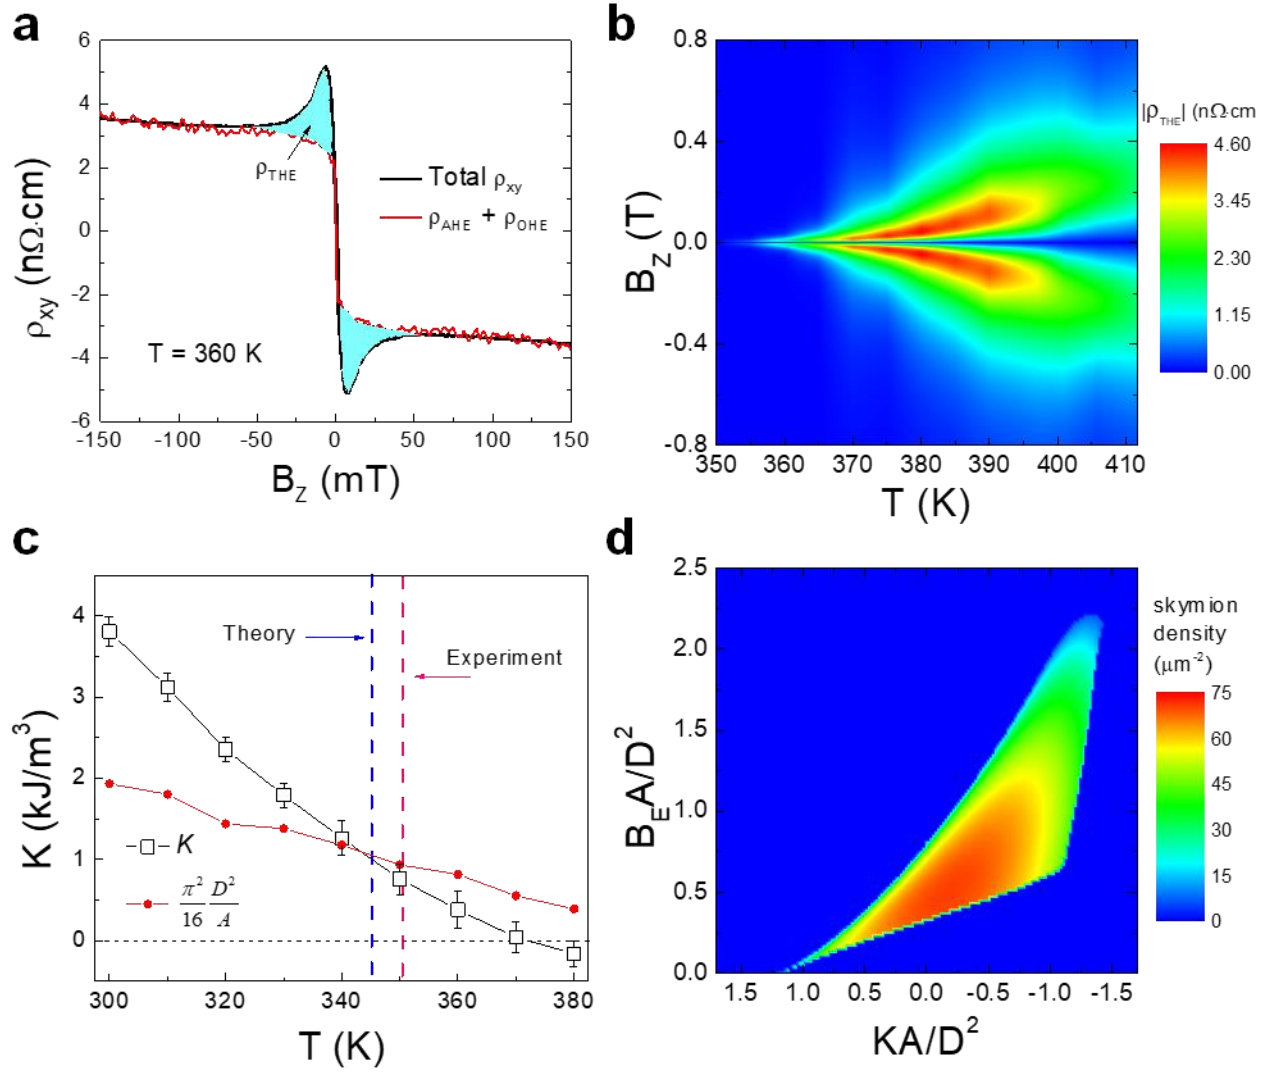 a
6
4
2
0
-2
-4
-6
ρxy (nΩ·cm)
ρTHE
Total ρxy
ρAHE + ρOHE
T = 360 K
-150 -100 -50 0 50 100 150
BZ (mT)
b
0.8
0.4
0.0
-0.4
-0.8
BZ (T)
350 360 370 380 390 400 410
T (K)
|ρTHE| (nΩ·cm
4.60
3.45
2.30
1.15
0.00
c
4
3
2
1
0
K (kJ/m³)
Theory
Experiment
K
π²/16 D²/A
300 320 340 360 380
T (K)
d
2.5
2.0
1.5
1.0
0.5
0.0
BEA/D²
1.5 1.0 0.5 0.0 -0.5 -1.0 -1.5
KA/D²
skymion
density
(μm⁻²)
75
60
45
30
15
0